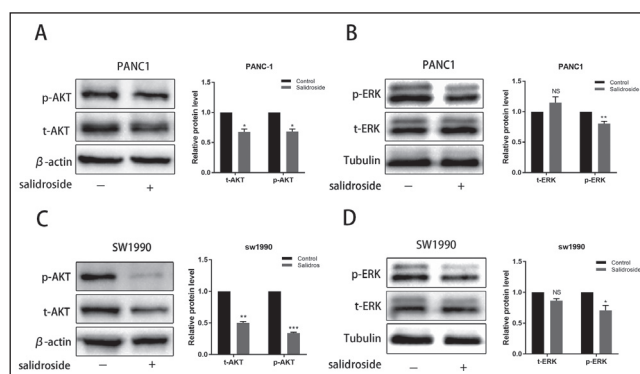 A
PANC1
p-AKT
t-AKT
β-actin
salidroside − +
PANC-1
Relative protein level
1.5
1.0
0.5
0.0
Control
Salidroside
*
*
t-AKT p-AKT
B
PANC1
p-ERK
t-ERK
Tubulin
salidroside − +
PANC1
Relative protein level
1.5
1.0
0.5
0.0
Control
Salidroside
NS
**
t-ERK p-ERK
C
SW1990
p-AKT
t-AKT
β-actin
salidroside − +
sw1990
Relative protein level
1.5
1.0
0.5
0.0
Control
Salidros
**
***
t-AKT p-AKT
D
SW1990
p-ERK
t-ERK
Tubulin
salidroside − +
sw1990
Relative protein level
1.5
1.0
0.5
0.0
Control
Salidroside
NS
*
t-ERK p-ERK